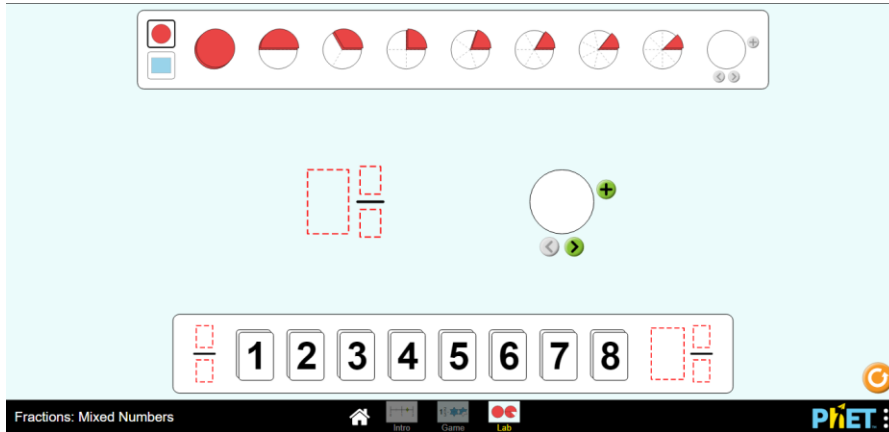 1 2 3 4 5 6 7 8
Fractions: Mixed Numbers
Intro
Game
Lab
PhET